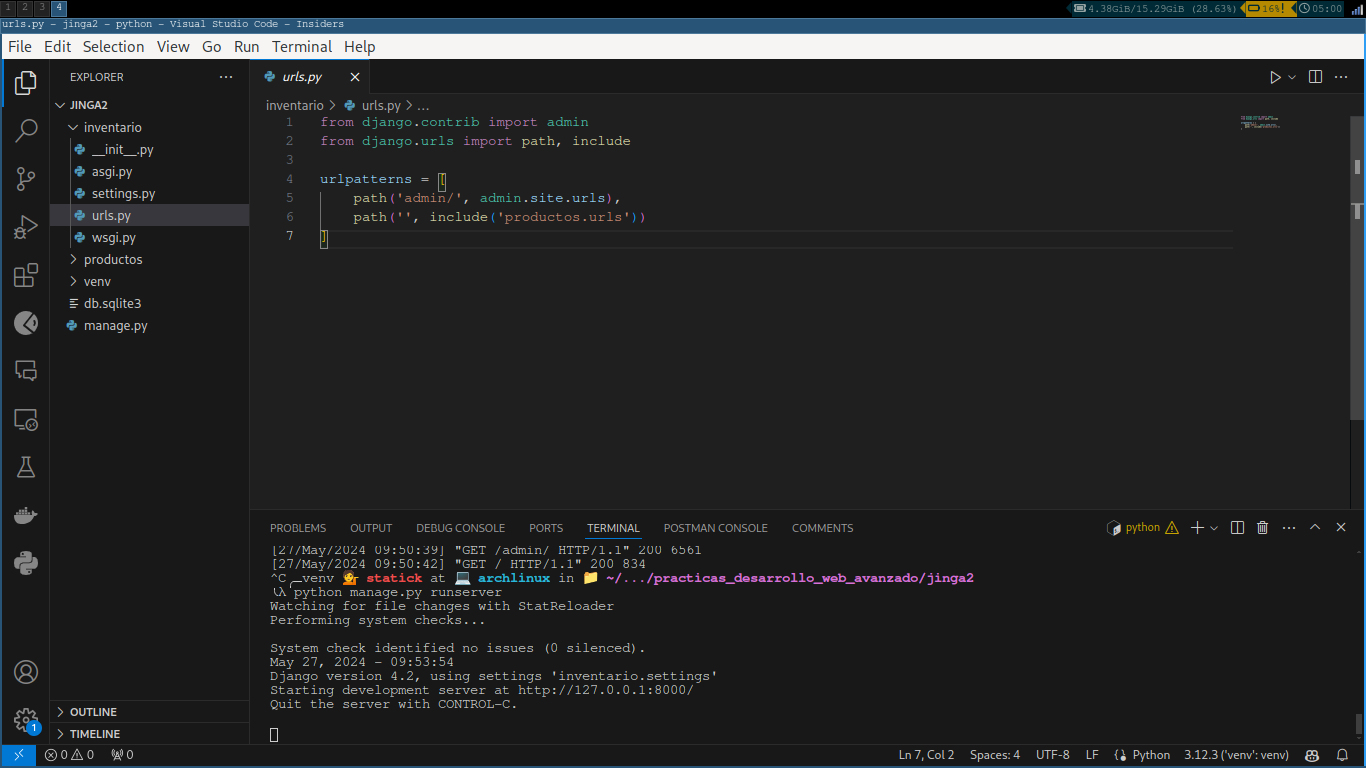 1 2 3 4 4.38GiB/15.29GiB (28.63%) 16%! 05:00
urls.py - jinga2 - python - Visual Studio Code - Insiders
File Edit Selection View Go Run Terminal Help
EXPLORER
JINGA2
inventario
__init__.py
asgi.py
settings.py
urls.py
wsgi.py
productos
venv
db.sqlite3
manage.py
OUTLINE
TIMELINE
urls.py
inventario > urls.py > ...
1 from django.contrib import admin
2 from django.urls import path, include
3
4 urlpatterns = [
5     path('admin/', admin.site.urls),
6     path('', include('productos.urls'))
7 ]
PROBLEMS OUTPUT DEBUG CONSOLE PORTS TERMINAL POSTMAN CONSOLE COMMENTS
python
[27/May/2024 09:50:39] "GET /admin/ HTTP/1.1" 200 6561
[27/May/2024 09:50:42] "GET / HTTP/1.1" 200 834
^C╭─venv 💁 statick at 💻 archlinux in 📁 ~/.../practicas_desarrollo_web_avanzado/jinga2
╰λ python manage.py runserver
Watching for file changes with StatReloader
Performing system checks...
System check identified no issues (0 silenced).
May 27, 2024 - 09:53:54
Django version 4.2, using settings 'inventario.settings'
Starting development server at http://127.0.0.1:8000/
Quit the server with CONTROL-C.
1
0 0 0 Ln 7, Col 2 Spaces: 4 UTF-8 LF Python 3.12.3 ('venv': venv)